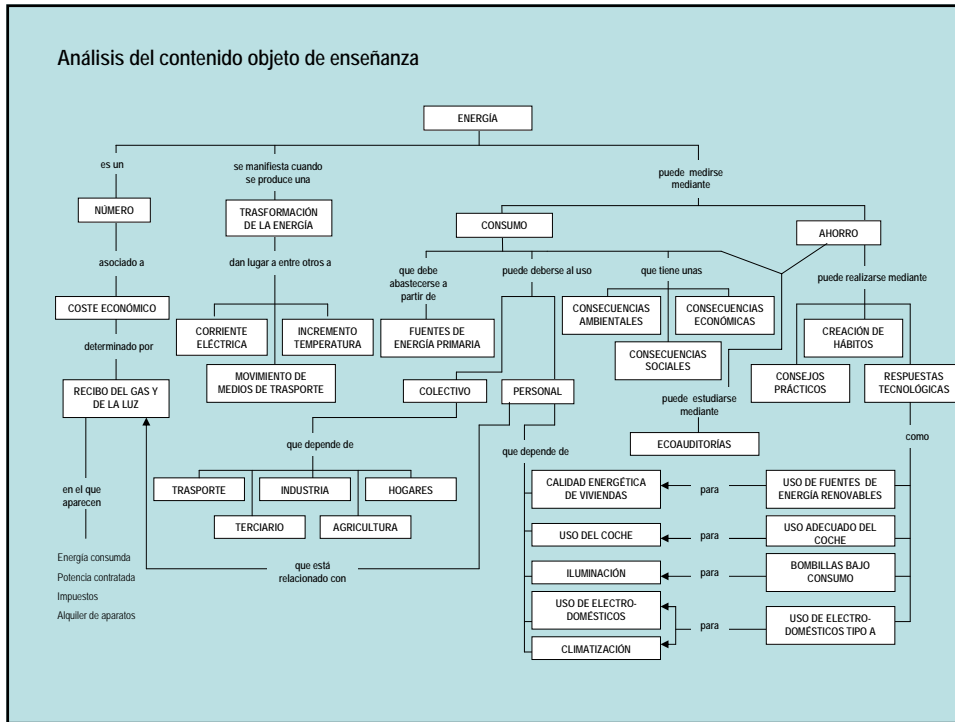 Análisis del contenido objeto de enseñanza
ENERGÍA
es un
se manifiesta cuando
se produce una
puede medirse
mediante
NÚMERO
TRASFORMACIÓN
DE LA ENERGÍA
CONSUMO
AHORRO
asociado a
dan lugar a entre otros a
que debe
abastecerse a
partir de
puede deberse al uso
que tiene unas
puede realizarse mediante
COSTE ECONÓMICO
CORRIENTE
ELÉCTRICA
INCREMENTO
TEMPERATURA
FUENTES DE
ENERGÍA PRIMARIA
CONSECUENCIAS
AMBIENTALES
CONSECUENCIAS
ECONÓMICAS
CREACIÓN DE
HÁBITOS
determinado por
MOVIMIENTO DE
MEDIOS DE TRASPORTE
CONSECUENCIAS
SOCIALES
CONSEJOS
PRÁCTICOS
RESPUESTAS
TECNOLÓGICAS
RECIBO DEL GAS Y
DE LA LUZ
COLECTIVO
PERSONAL
puede estudiarse
mediante
que depende de
que depende de
ECOAUDITORÍAS
como
en el que
aparecen
TRASPORTE
INDUSTRIA
HOGARES
TERCIARIO
AGRICULTURA
CALIDAD ENERGÉTICA
DE VIVIENDAS
para
USO DE FUENTES DE
ENERGÍA RENOVABLES
USO DEL COCHE
para
USO ADECUADO DEL
COCHE
Energía consumda
Potencia contratada
Impuestos
Alquiler de aparatos
que está
relacionado con
ILUMINACIÓN
para
BOMBILLAS BAJO
CONSUMO
USO DE ELECTRO-
DOMÉSTICOS
para
USO DE ELECTRO-
DOMÉSTICOS TIPO A
CLIMATIZACIÓN